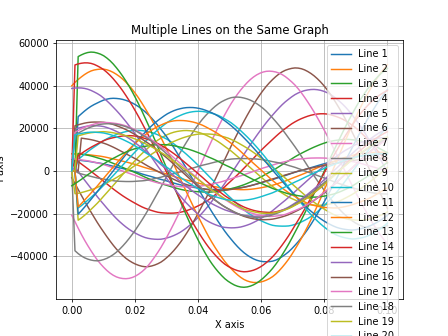 Multiple Lines on the Same Graph
60000
40000
20000
0
−20000
−40000
0.00
0.02
0.04
0.06
X axis
Line 1
Line 2
Line 3
Line 4
Line 5
Line 6
Line 7
Line 8
Line 9
Line 10
Line 11
Line 12
Line 13
Line 14
Line 15
Line 16
Line 17
Line 18
Line 19